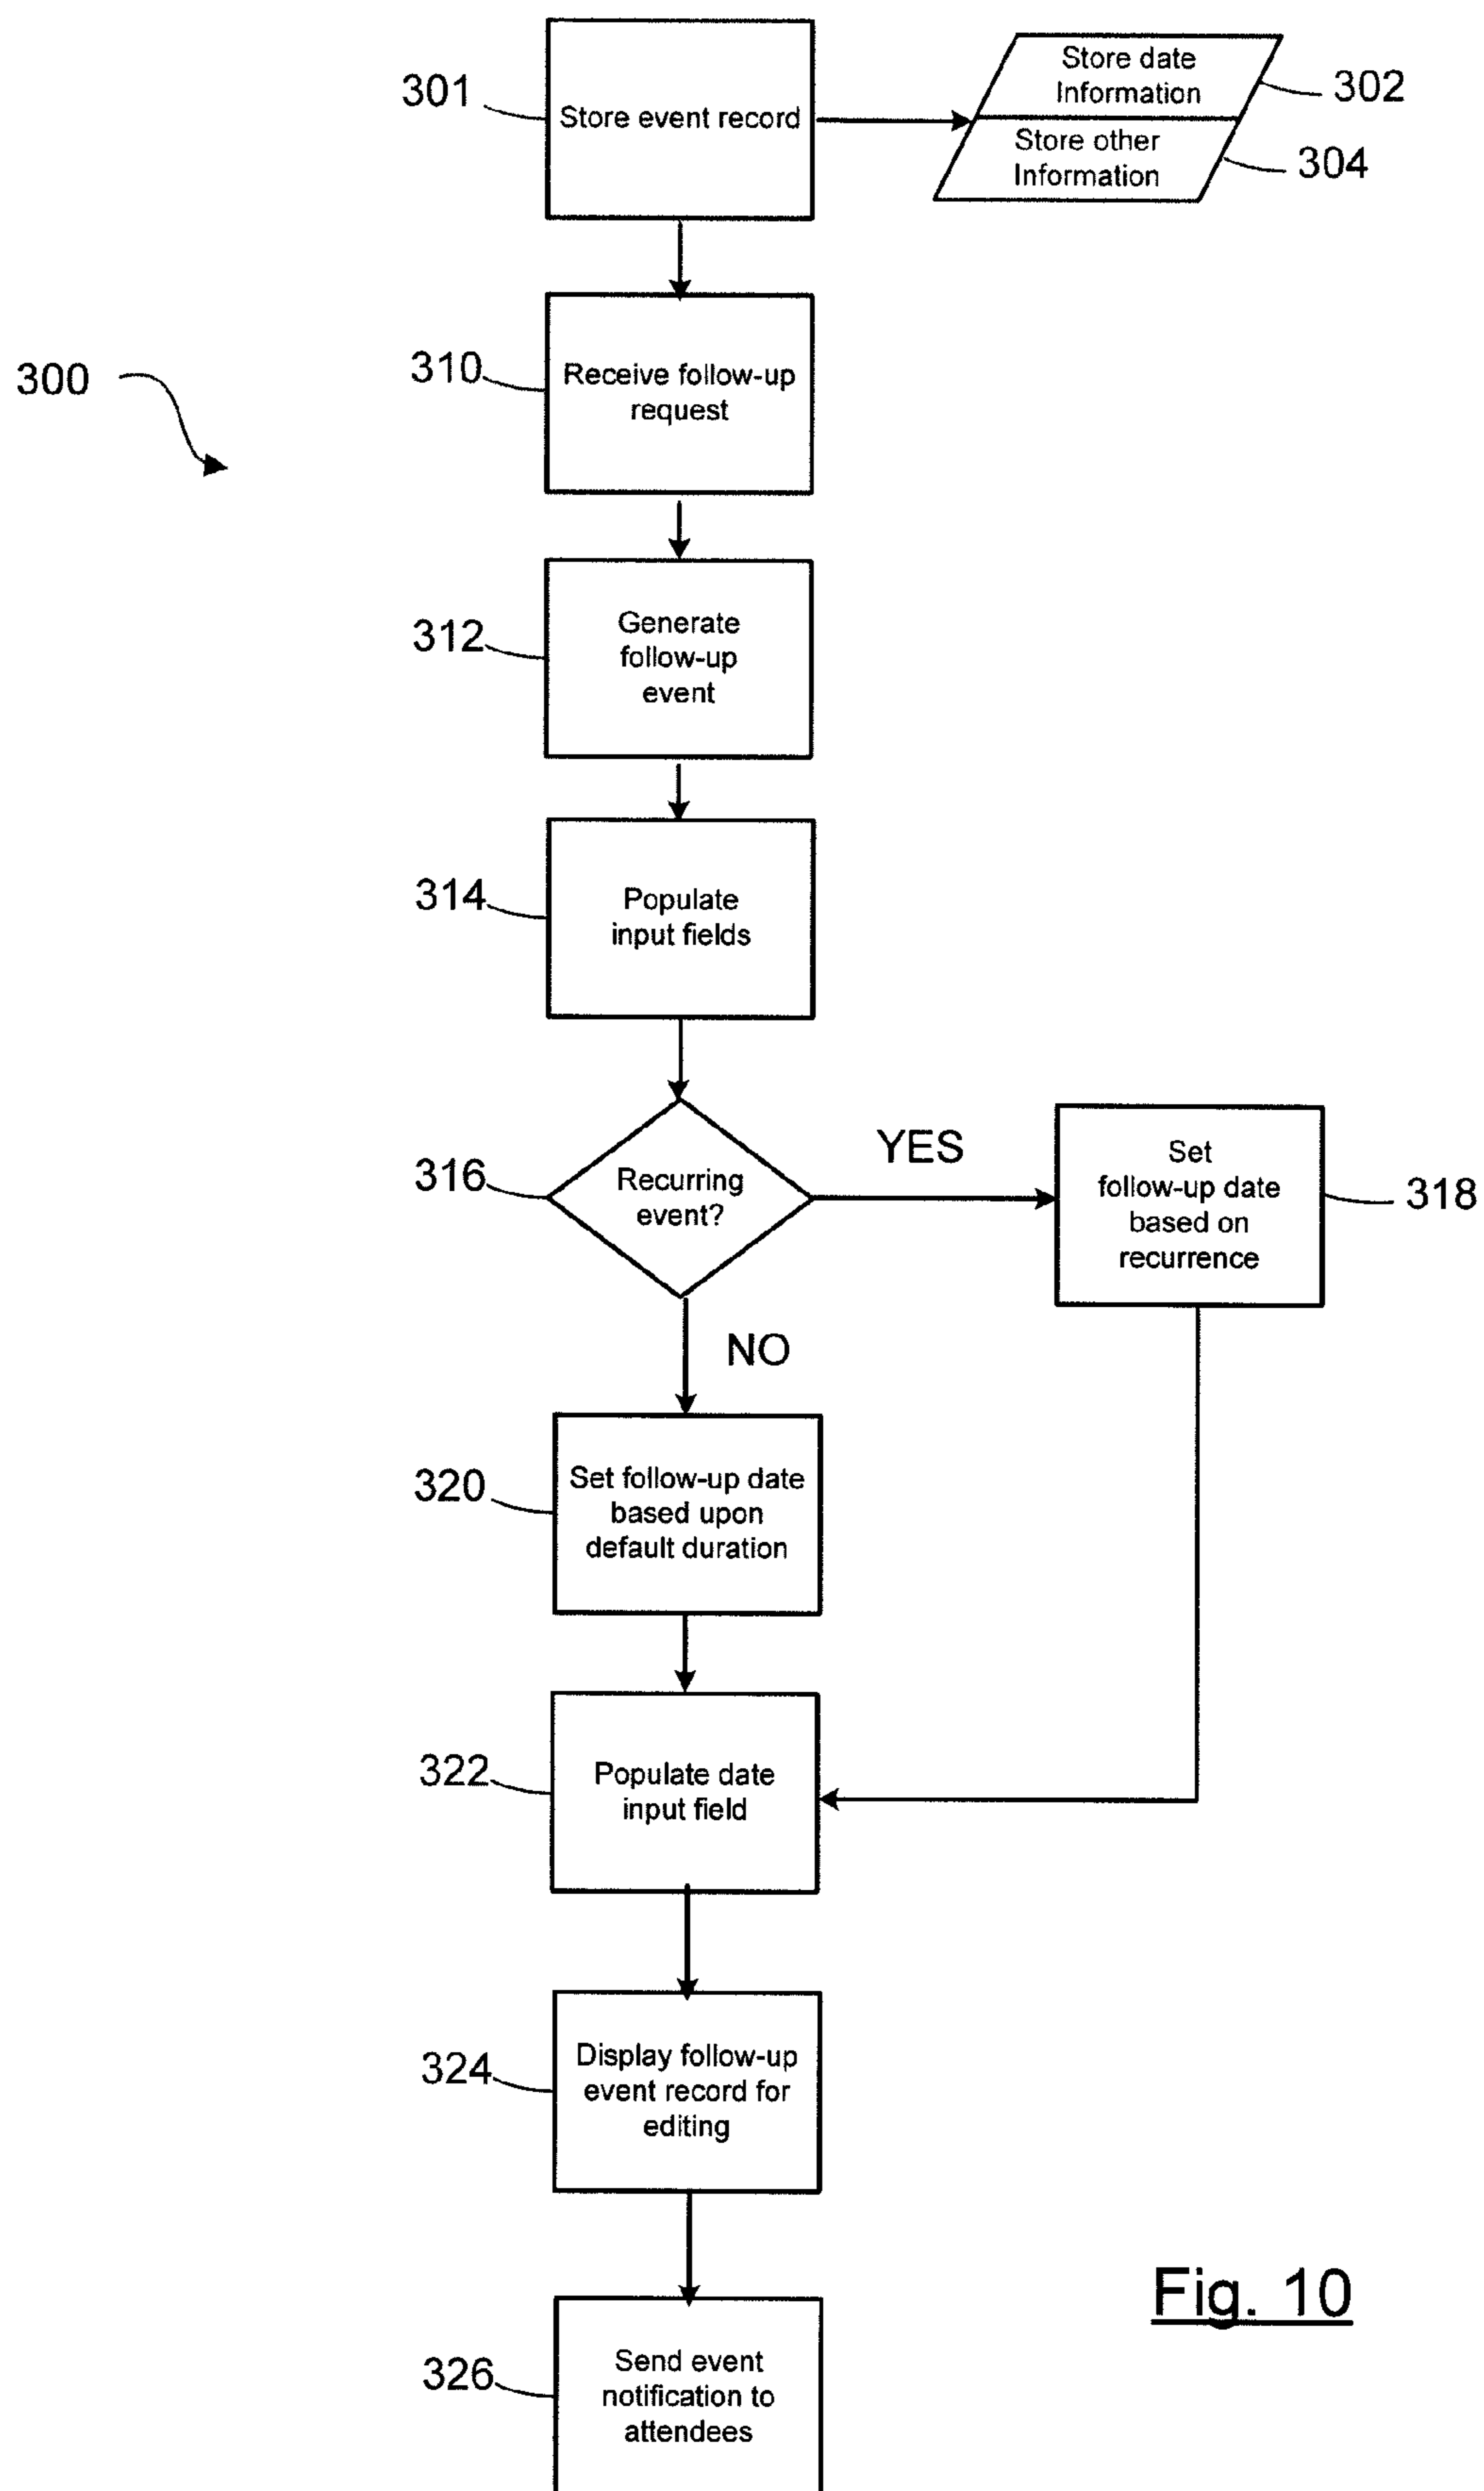 301
Store event record
Store date
Information
302
Store other
Information
304
300
310
Receive follow-up
request
312
Generate
follow-up
event
314
Populate
input fields
316
Recurring
event?
YES
Set
follow-up date
based on
recurrence
318
NO
320
Set follow-up date
based upon
default duration
322
Populate date
input field
324
Display follow-up
event record for
editing
326
Send event
notification to
attendees
Fig. 10